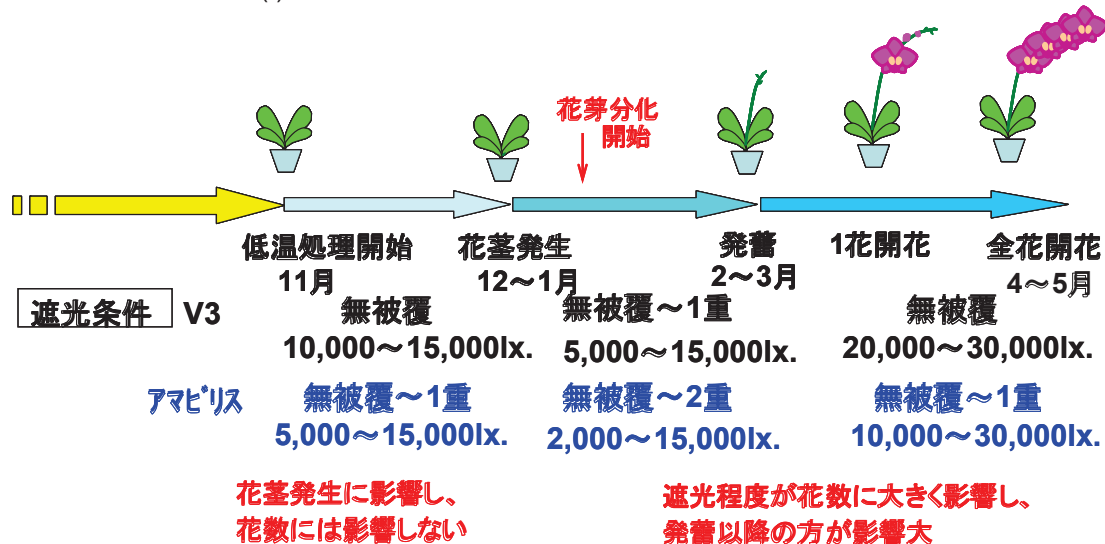 花芽分化
開始
低温処理開始
11月
花茎発生
12～1月
発蕾
2～3月
1花開花
全花開花
4～5月
遮光条件 V3
無被覆
10,000～15,000lx.
無被覆～1重
5,000～15,000lx.
無被覆
20,000～30,000lx.
アマビリス
無被覆～1重
5,000～15,000lx.
無被覆～2重
2,000～15,000lx.
無被覆～1重
10,000～30,000lx.
花茎発生に影響し、
花数には影響しない
遮光程度が花数に大きく影響し、
発蕾以降の方が影響大